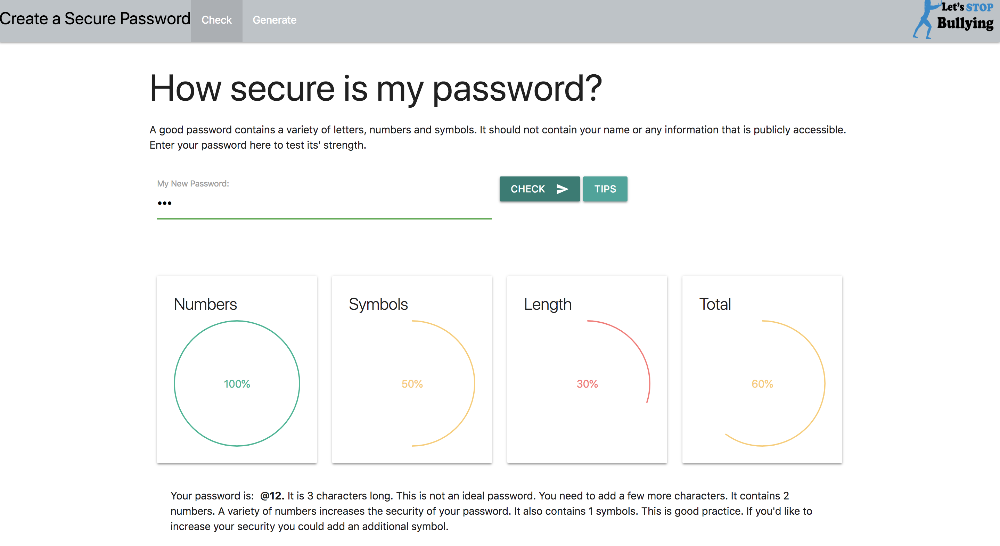 Create a Secure Password Check Generate Let's STOP
Bullying
How secure is my password?
A good password contains a variety of letters, numbers and symbols. It should not contain your name or any information that is publicly accessible.
Enter your password here to test its' strength.
My New Password:
•••
CHECK TIPS
Numbers Symbols Length Total
100% 50% 30% 60%
Your password is: @12. It is 3 characters long. This is not an ideal password. You need to add a few more characters. It contains 2
numbers. A variety of numbers increases the security of your password. It also contains 1 symbols. This is good practice. If you'd like to
increase your security you could add an additional symbol.